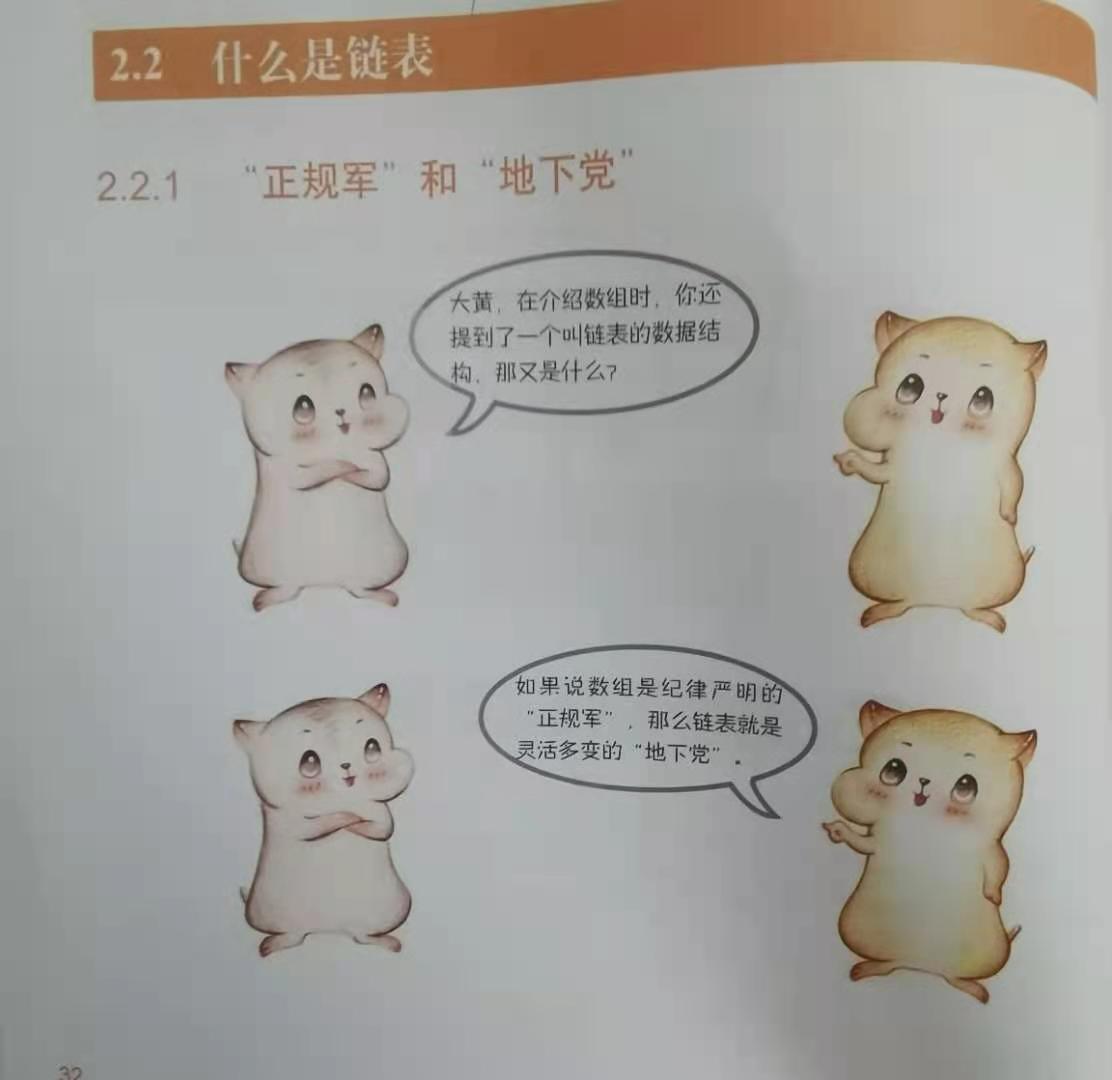 2.2 什么是链表
2.2.1 “正规军”和“地下党”
大黄，在介绍数组时，你还
提到了一个叫链表的数据结
构，那又是什么？
如果说数组是纪律严明的
“正规军”，那么链表就是
灵活多变的“地下党”。
32